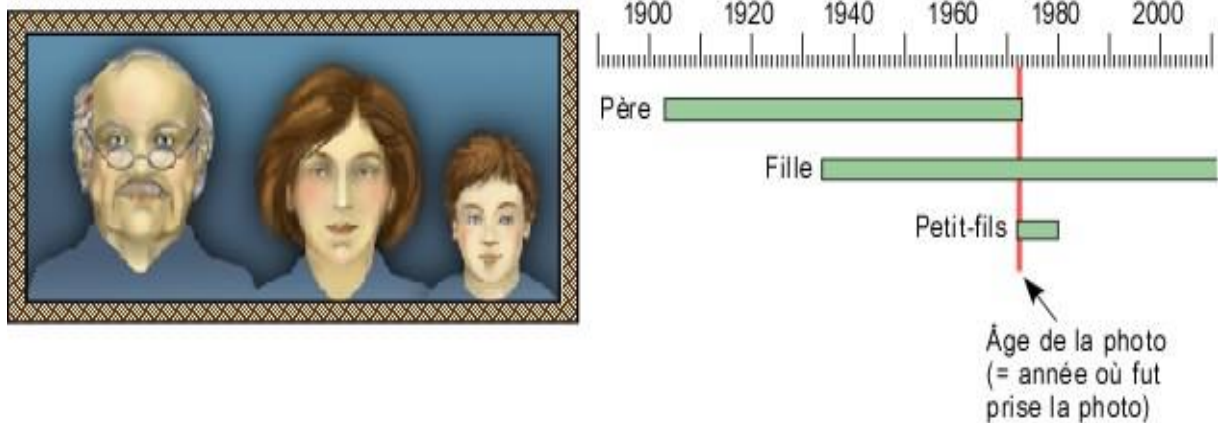 1900 1920 1940 1960 1980 2000
Père
Fille
Petit-fils
Âge de la photo
(= année où fut
prise la photo)